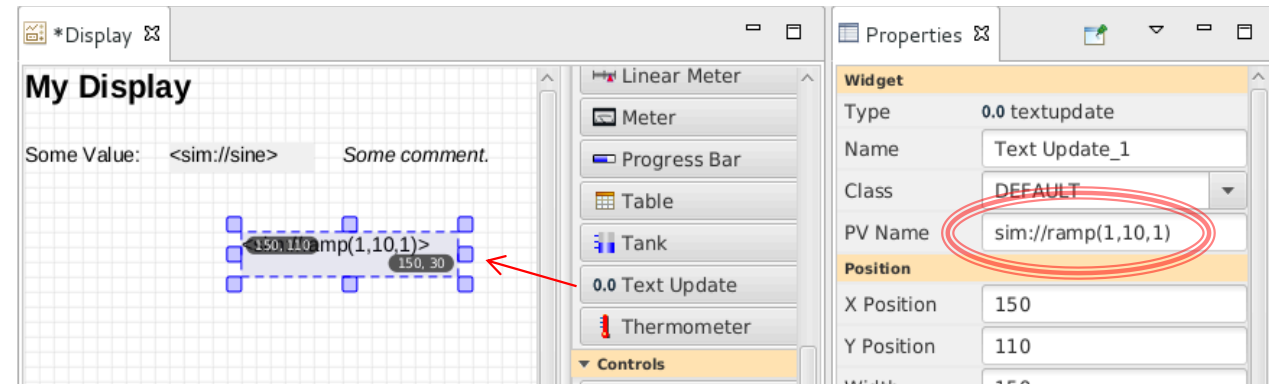 *Display
My Display
Some Value: <sim://sine> Some comment.
150, 110
amp(1,10,1)>
150, 30
Linear Meter
Meter
Progress Bar
Table
Tank
0.0 Text Update
Thermometer
Controls
Properties
Widget
Type 0.0 textupdate
Name Text Update_1
Class DEFAULT
PV Name sim://ramp(1,10,1)
Position
X Position 150
Y Position 110